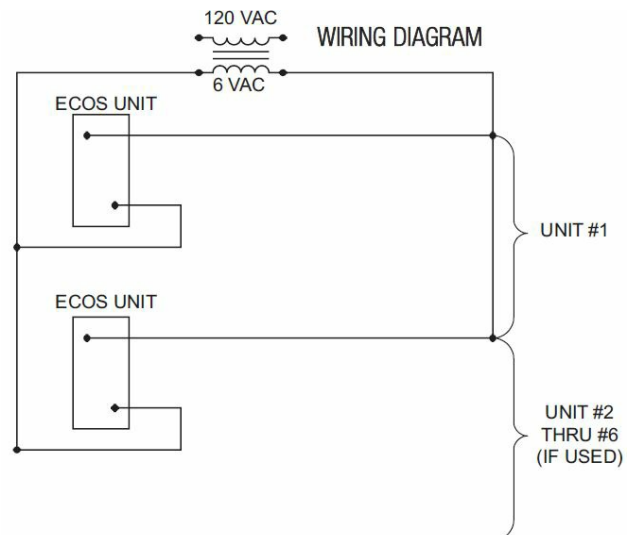 120 VAC
WIRING DIAGRAM
6 VAC
ECOS UNIT
UNIT #1
ECOS UNIT
UNIT #2
THRU #6
(IF USED)